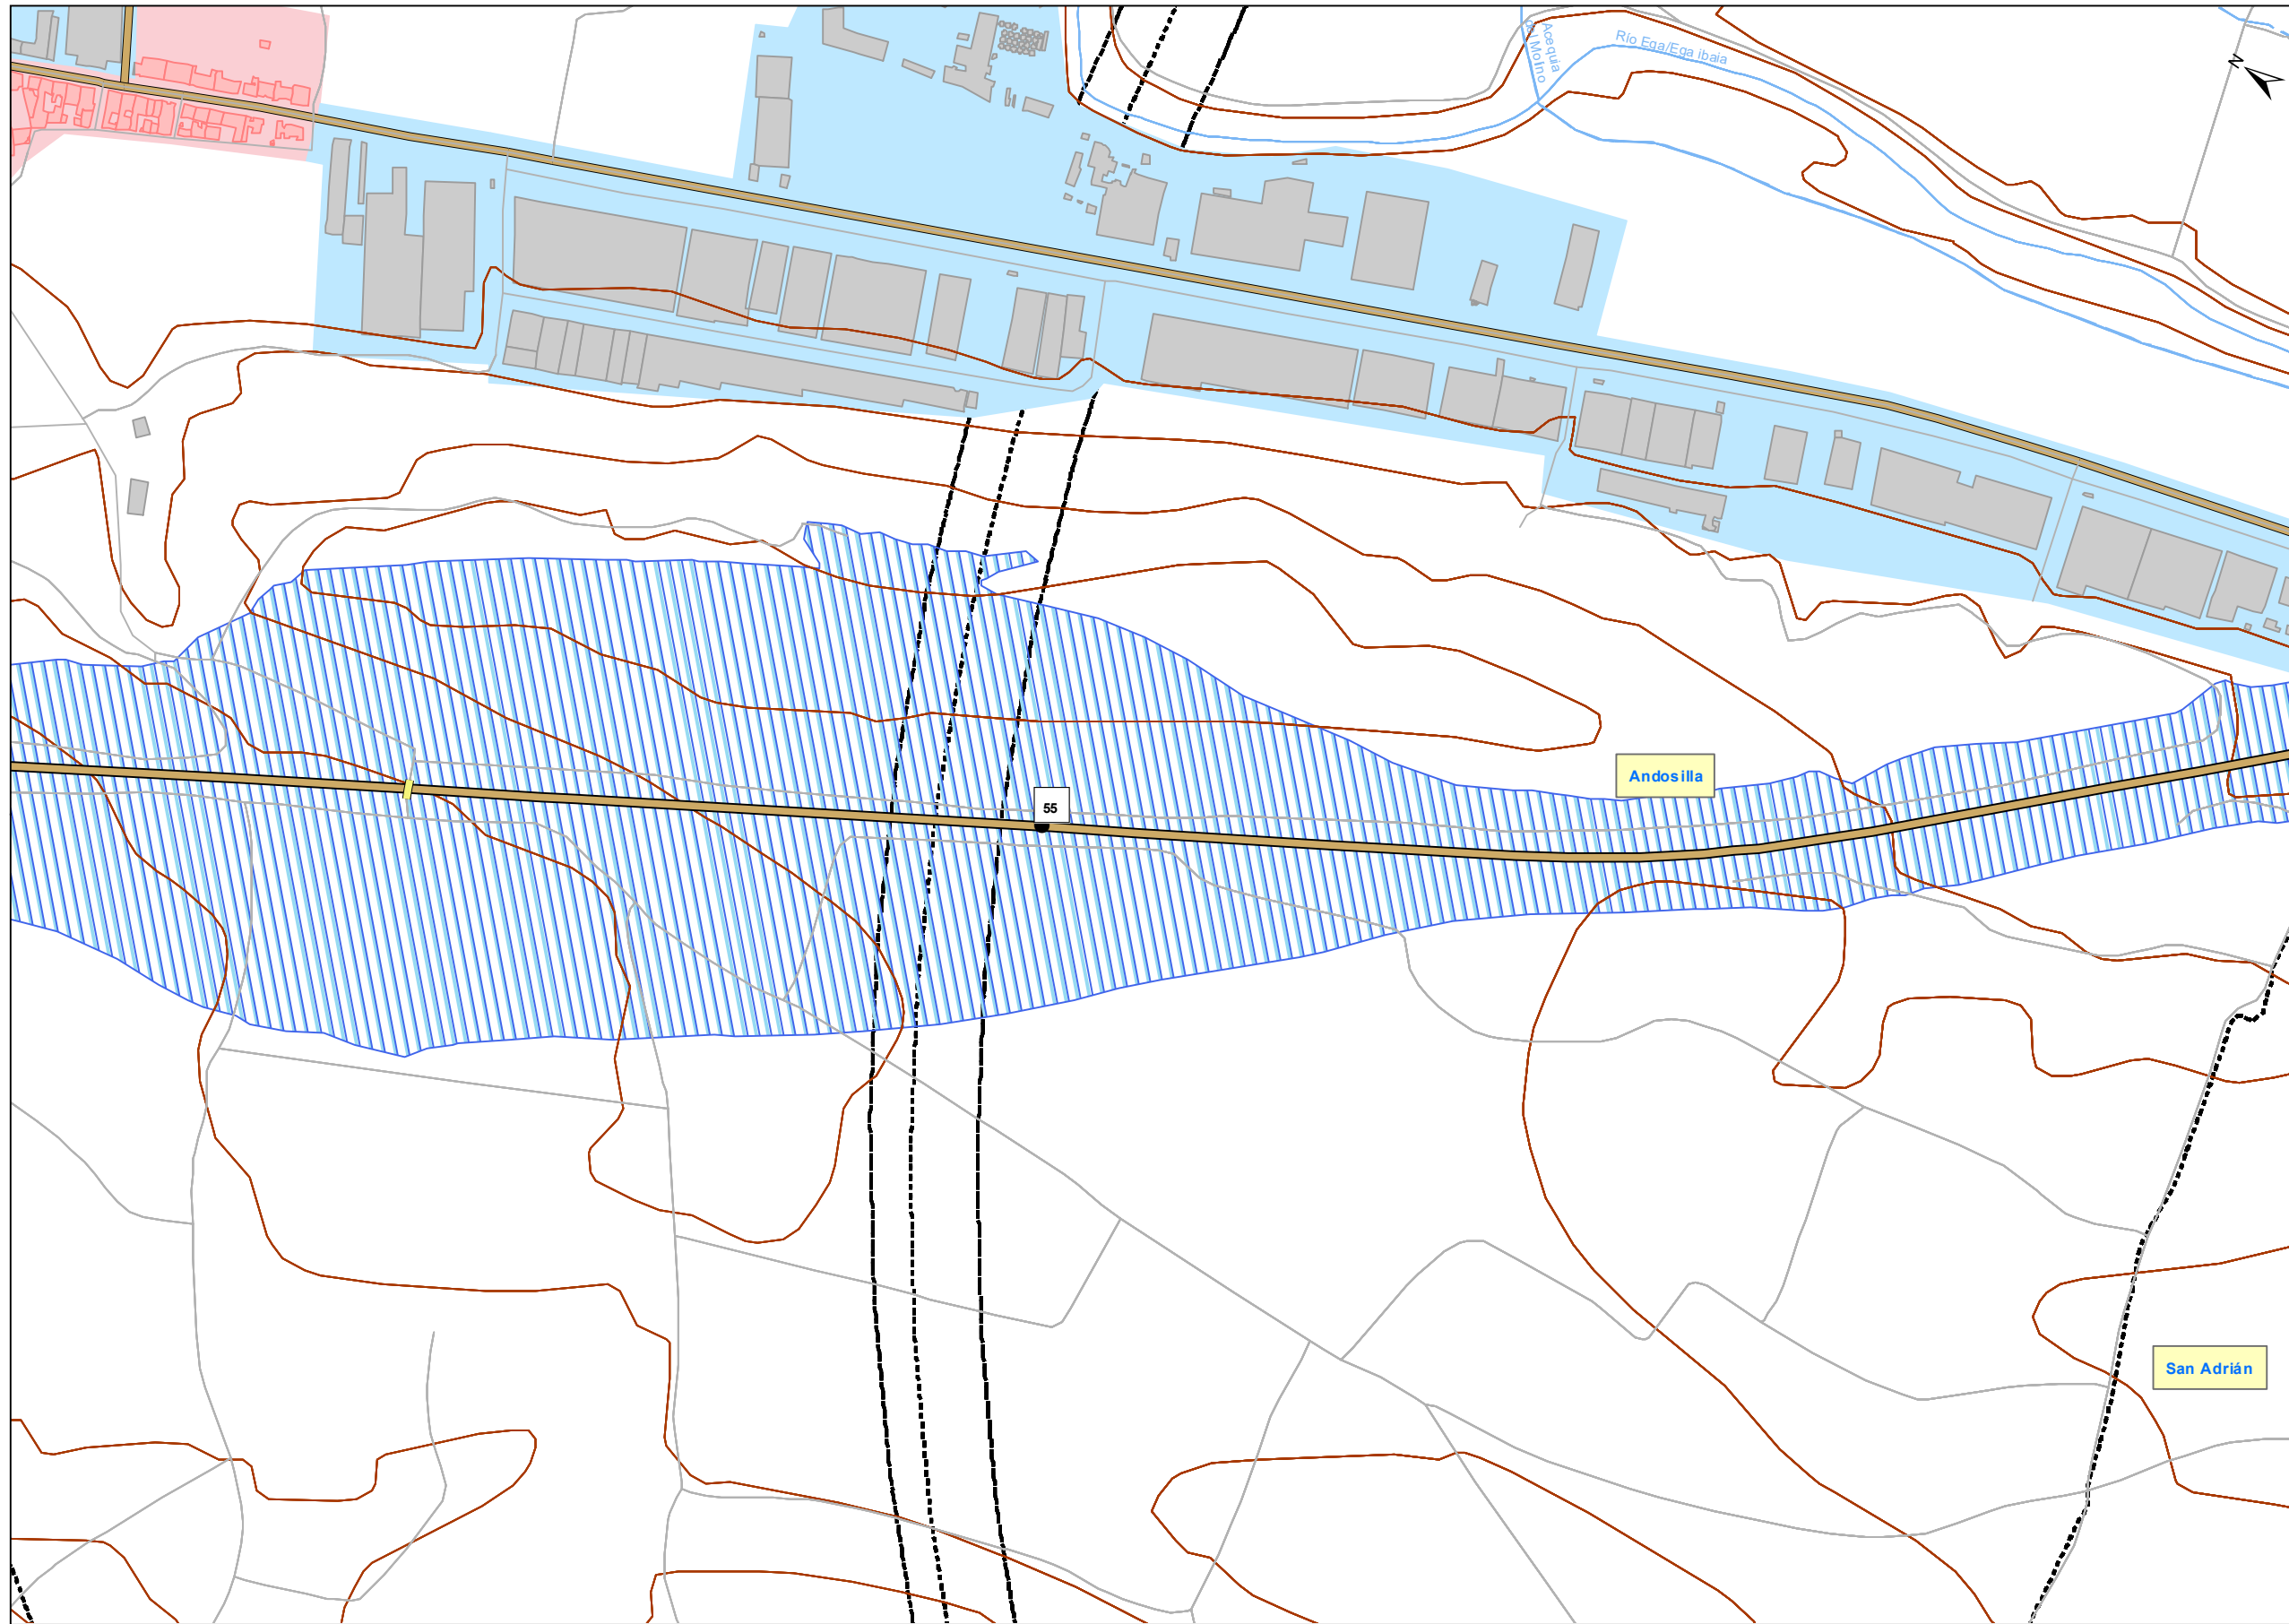 Acequia
del Molino
Río Ega/Ega ibaia
N
Andosilla
55
San Adrián